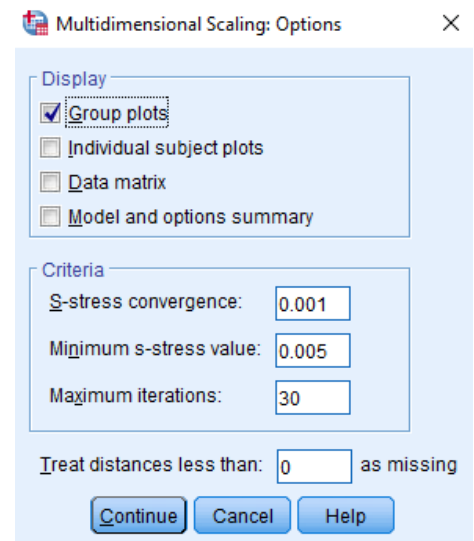 Multidimensional Scaling: Options
Display
Group plots
Individual subject plots
Data matrix
Model and options summary
Criteria
S-stress convergence: 0.001
Minimum s-stress value: 0.005
Maximum iterations: 30
Treat distances less than: 0 as missing
Continue Cancel Help